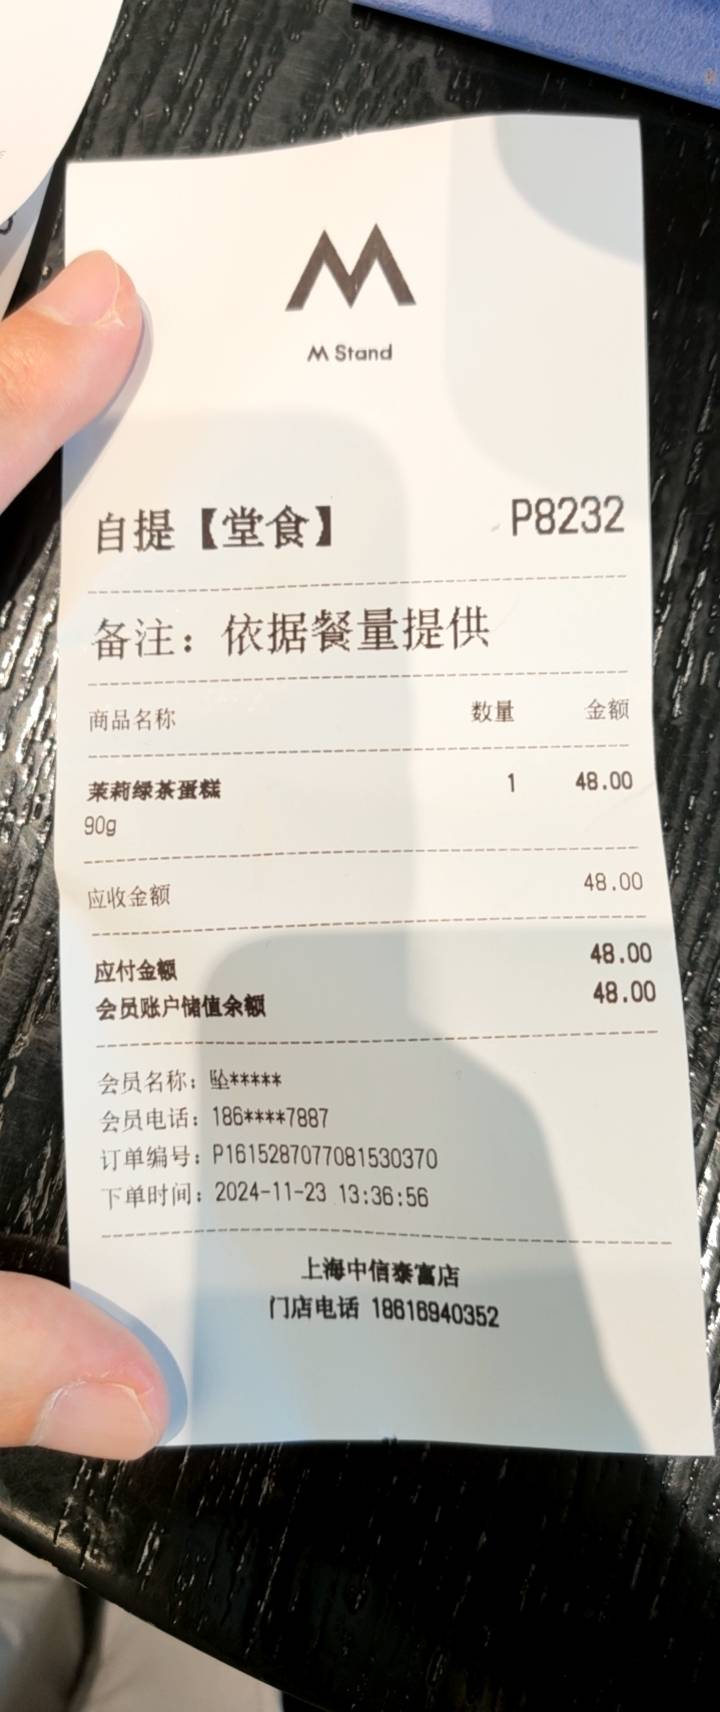 M Stand
自提【堂食】 P8232
备注：依据餐量提供
商品名称 数量 金额
茉莉绿茶蛋糕 1 48.00
90g
应收金额 48.00
应付金额 48.00
会员账户储值余额 48.00
会员名称：坠*****
会员电话：186****7887
订单编号：P1615287077081530370
下单时间：2024-11-23 13:36:56
上海中信泰富店
门店电话 18616940352